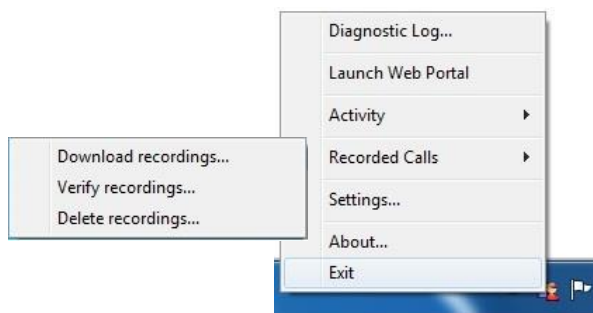 Diagnostic Log...
Launch Web Portal
Activity
Recorded Calls
Download recordings...
Verify recordings...
Delete recordings...
Settings...
About...
Exit